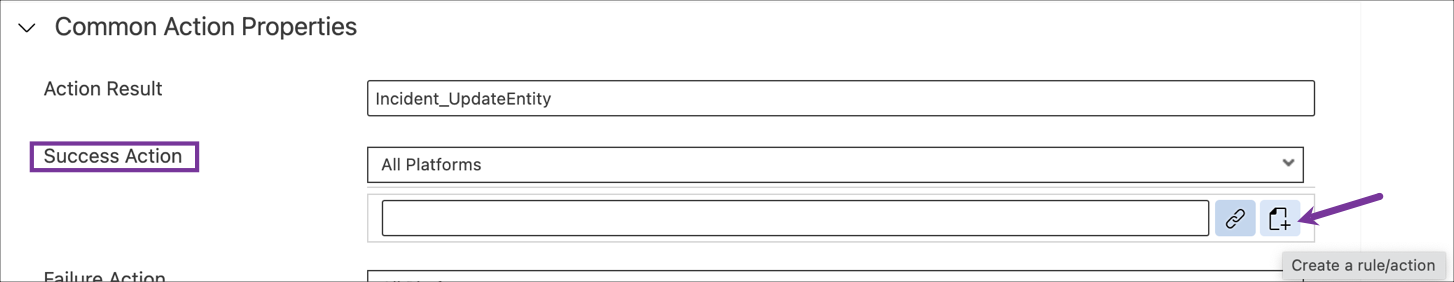 Common Action Properties
Action Result
Incident_UpdateEntity
Success Action
All Platforms
Create a rule/action
Failure Action